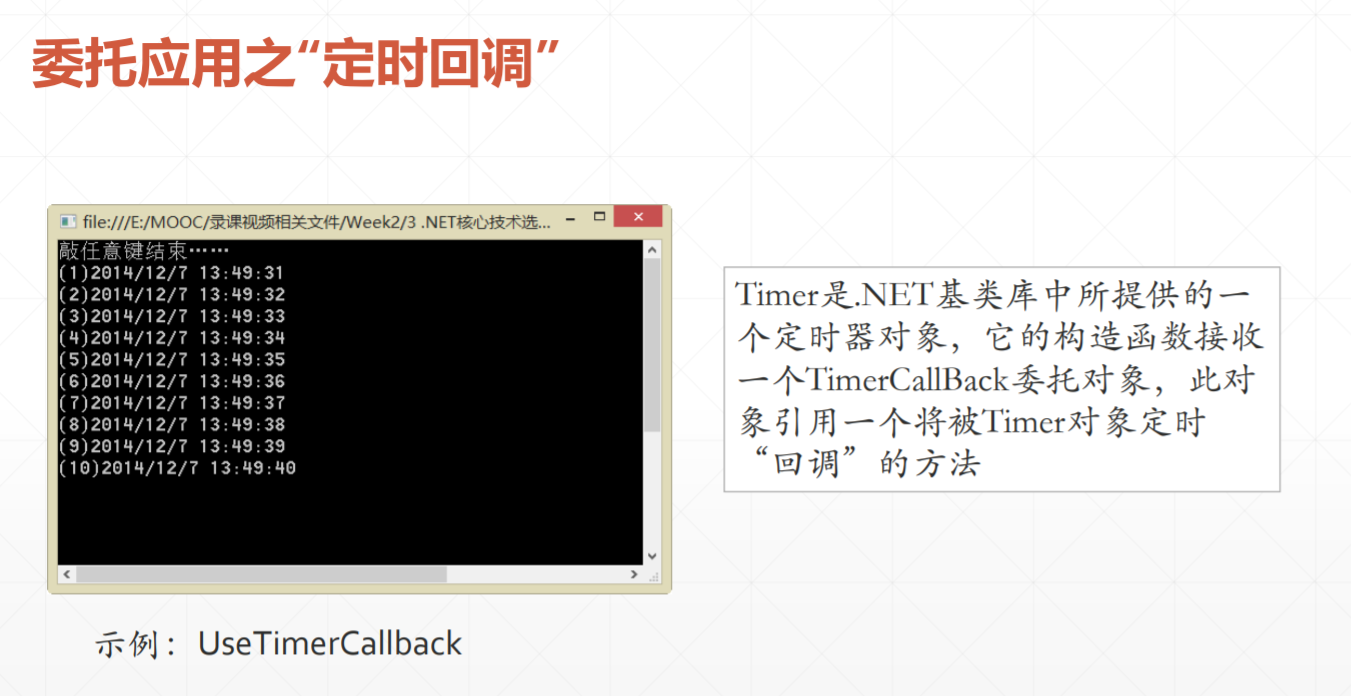 委托应用之“定时回调”
file:///E:/MOOC/录课视频相关文件/Week2/3 .NET核心技术选...
敲任意键结束……
(1)2014/12/7 13:49:31
(2)2014/12/7 13:49:32
(3)2014/12/7 13:49:33
(4)2014/12/7 13:49:34
(5)2014/12/7 13:49:35
(6)2014/12/7 13:49:36
(7)2014/12/7 13:49:37
(8)2014/12/7 13:49:38
(9)2014/12/7 13:49:39
(10)2014/12/7 13:49:40
Timer是.NET基类库中所提供的一
个定时器对象，它的构造函数接收
一个TimerCallBack委托对象，此对
象引用一个将被Timer对象定时
“回调”的方法
示例：UseTimerCallback